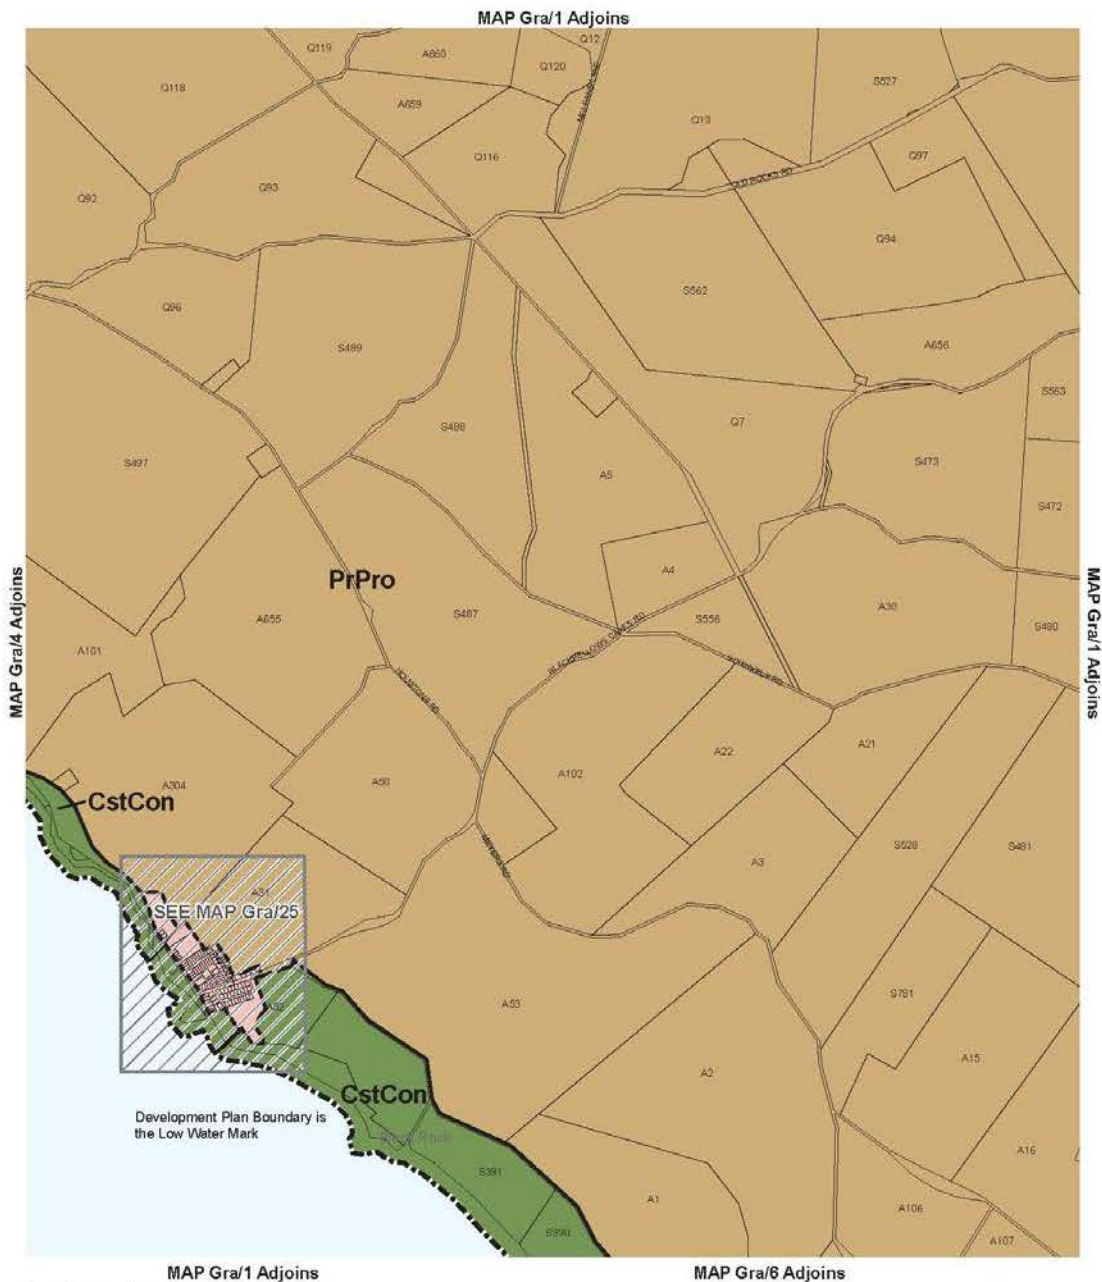 MAP Gra/1 Adjoins
Q12
Q119
A660
Q120
Q118
S527
A659
Q13
Q116
Q97
OLD ROCKS RD
Q93
Q92
Q94
S562
Q96
A656
S489
S563
Q7
S488
S497
S473
A5
S472
MAP Gra/4 Adjoins
MAP Gra/1 Adjoins
PrPro
A4
A30
A655
S487
S556
S480
A101
A22
A21
A102
A50
A304
CstCon
S528
S481
A3
A31
SEE MAP Gra/25
S791
A53
A15
A2
CstCon
Development Plan Boundary is
the Low Water Mark
A16
S391
A1
A106
S390
A107
MAP Gra/1 Adjoins
MAP Gra/6 Adjoins